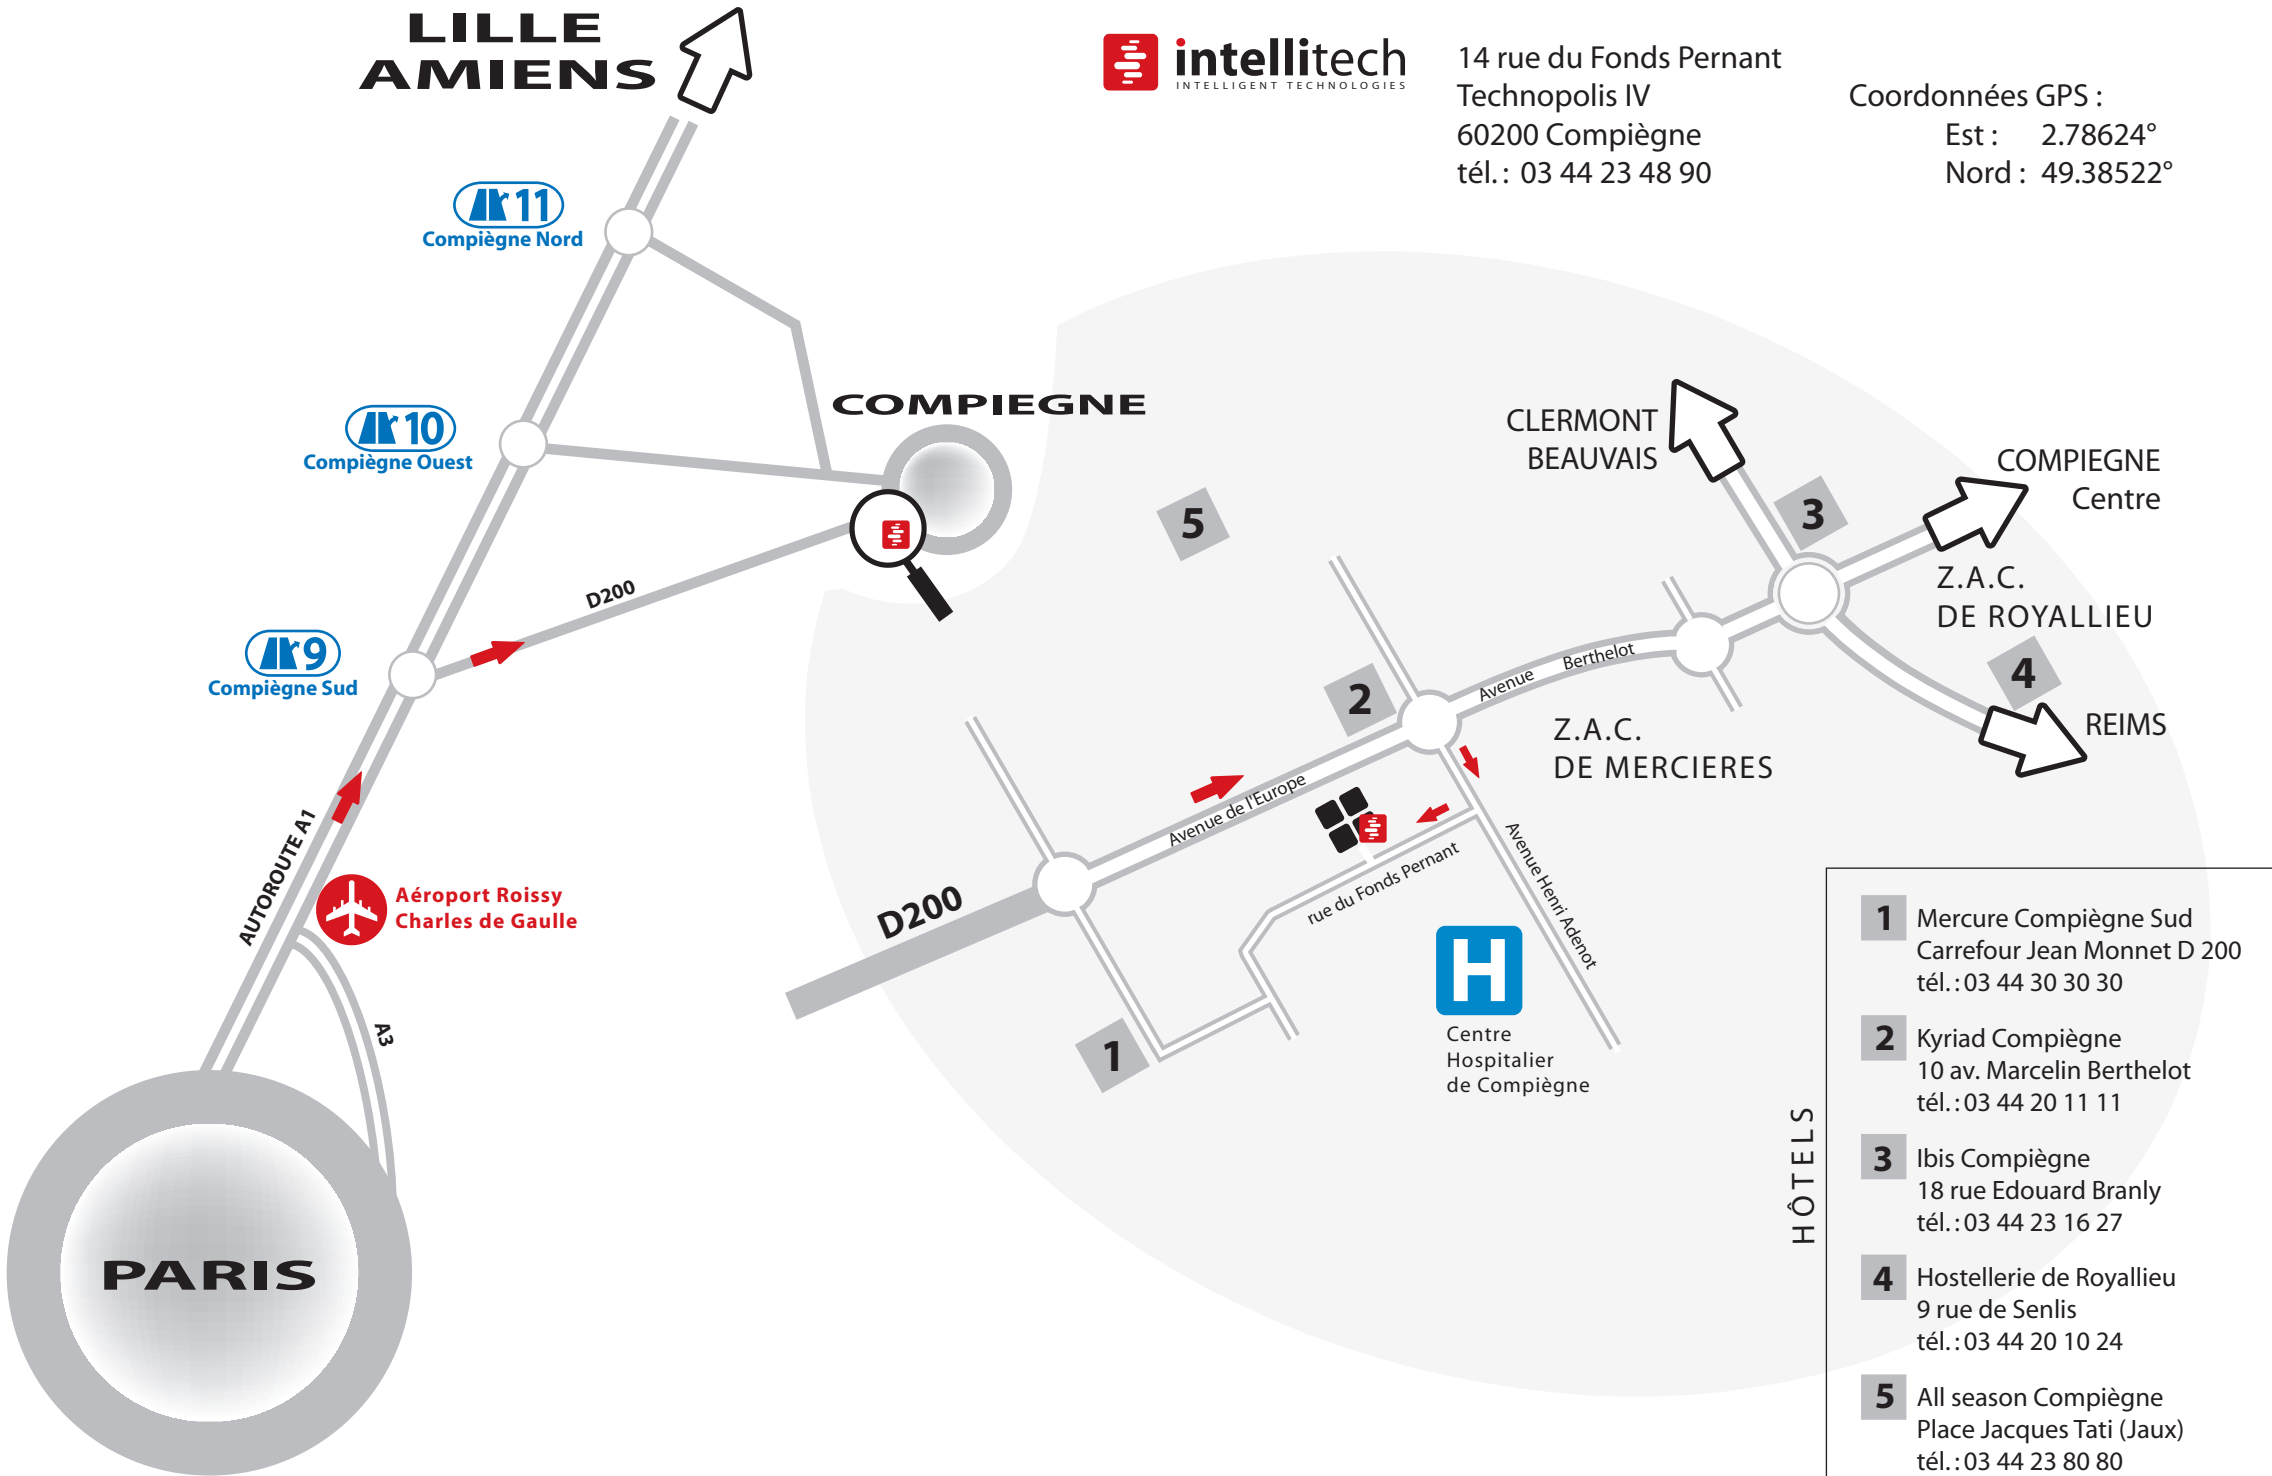 LILLE
AMIENS
intellitech
INTELLIGENT TECHNOLOGIES
14 rue du Fonds Pernant
Technopolis IV
60200 Compiègne
tél. : 03 44 23 48 90
Coordonnées GPS :
Est : 2.78624°
Nord : 49.38522°
11
Compiègne Nord
10
Compiègne Ouest
COMPIEGNE
D200
9
Compiègne Sud
AUTOROUTE A1
Aéroport Roissy
Charles de Gaulle
A3
PARIS
CLERMONT
BEAUVAIS
COMPIEGNE
Centre
3
5
Z.A.C.
DE ROYALLIEU
4
REIMS
2
Avenue Berthelot
Z.A.C.
DE MERCIERES
Avenue de l'Europe
D200
rue du Fonds Pernant
Avenue Henri Adenot
1
H
Centre
Hospitalier
de Compiègne
HÔTELS
1 Mercure Compiègne Sud
Carrefour Jean Monnet D 200
tél. : 03 44 30 30 30
2 Kyriad Compiègne
10 av. Marcelin Berthelot
tél. : 03 44 20 11 11
3 Ibis Compiègne
18 rue Edouard Branly
tél. : 03 44 23 16 27
4 Hostellerie de Royallieu
9 rue de Senlis
tél. : 03 44 20 10 24
5 All season Compiègne
Place Jacques Tati (Jaux)
tél. : 03 44 23 80 80